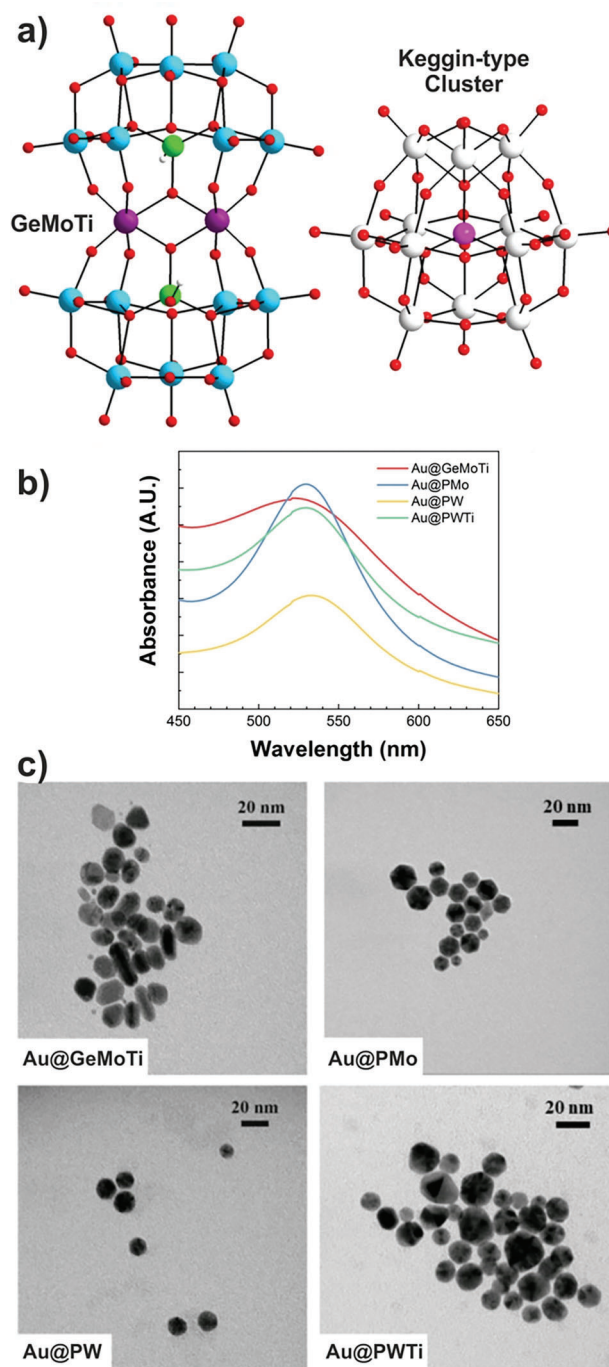 a)
Keggin-type
Cluster
GeMoTi
b)
Au@GeMoTi
Au@PMo
Au@PW
Au@PWTi
Absorbance (A.U.)
450 500 550 600 650
Wavelength (nm)
c)
20 nm
20 nm
Au@GeMoTi
Au@PMo
20 nm
20 nm
Au@PW
Au@PWTi